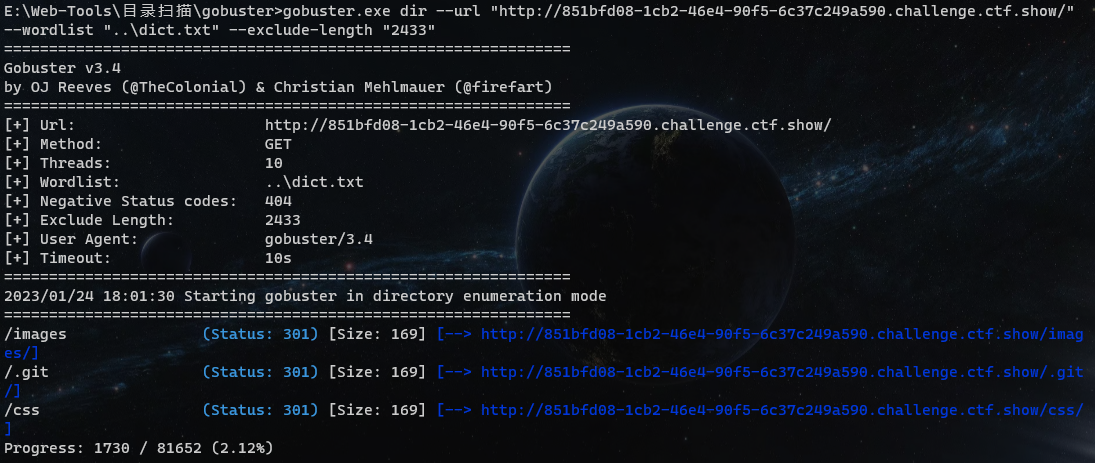 E:\Web-Tools\目录扫描\gobuster>gobuster.exe dir --url "http://851bfd08-1cb2-46e4-90f5-6c37c249a590.challenge.ctf.show/"
--wordlist "..\dict.txt" --exclude-length "2433"
===============================================================
Gobuster v3.4
by OJ Reeves (@TheColonial) & Christian Mehlmauer (@firefart)
===============================================================
[+] Url:                     http://851bfd08-1cb2-46e4-90f5-6c37c249a590.challenge.ctf.show/
[+] Method:                  GET
[+] Threads:                 10
[+] Wordlist:                ..\dict.txt
[+] Negative Status codes:   404
[+] Exclude Length:          2433
[+] User Agent:              gobuster/3.4
[+] Timeout:                 10s
===============================================================
2023/01/24 18:01:30 Starting gobuster in directory enumeration mode
===============================================================
/images               (Status: 301) [Size: 169] [--> http://851bfd08-1cb2-46e4-90f5-6c37c249a590.challenge.ctf.show/imag
es/]
/.git                 (Status: 301) [Size: 169] [--> http://851bfd08-1cb2-46e4-90f5-6c37c249a590.challenge.ctf.show/.git
/]
/css                  (Status: 301) [Size: 169] [--> http://851bfd08-1cb2-46e4-90f5-6c37c249a590.challenge.ctf.show/css/
]
Progress: 1730 / 81652 (2.12%)